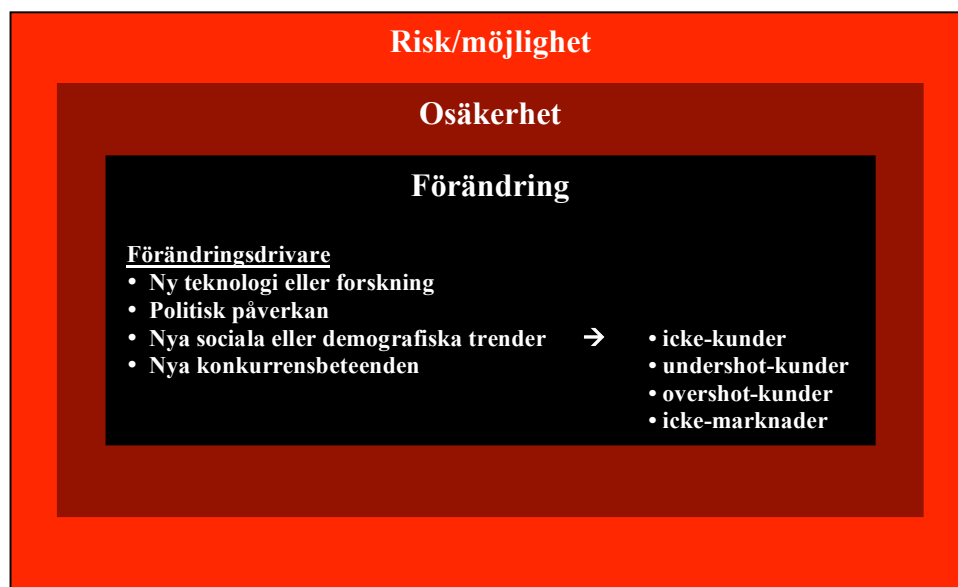 Risk/möjlighet
Osäkerhet
Förändring
Förändringsdrivare
• Ny teknologi eller forskning
• Politisk påverkan
• Nya sociala eller demografiska trender → • icke-kunder
• Nya konkurrensbeteenden • undershot-kunder
• overshot-kunder
• icke-marknader